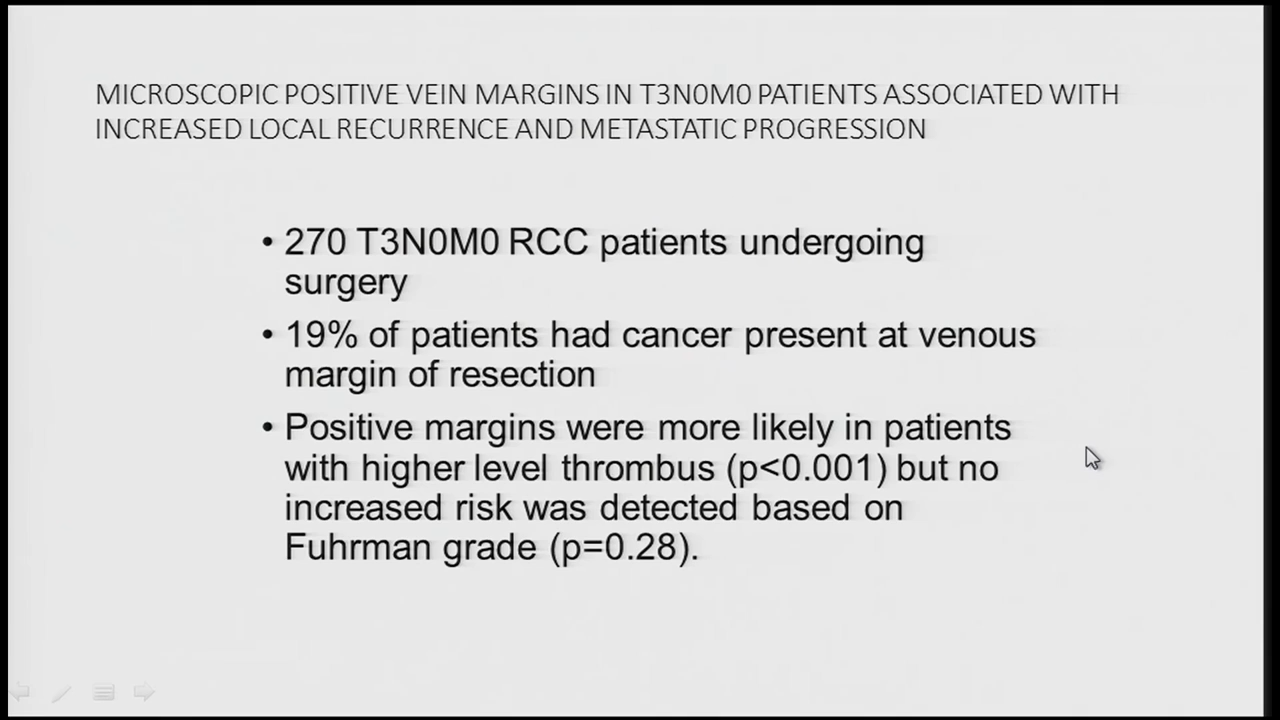 MICROSCOPIC POSITIVE VEIN MARGINS IN T3N0M0 PATIENTS ASSOCIATED WITH
INCREASED LOCAL RECURRENCE AND METASTATIC PROGRESSION
• 270 T3N0M0 RCC patients undergoing
surgery
• 19% of patients had cancer present at venous
margin of resection
• Positive margins were more likely in patients
with higher level thrombus (p<0.001) but no
increased risk was detected based on
Fuhrman grade (p=0.28).